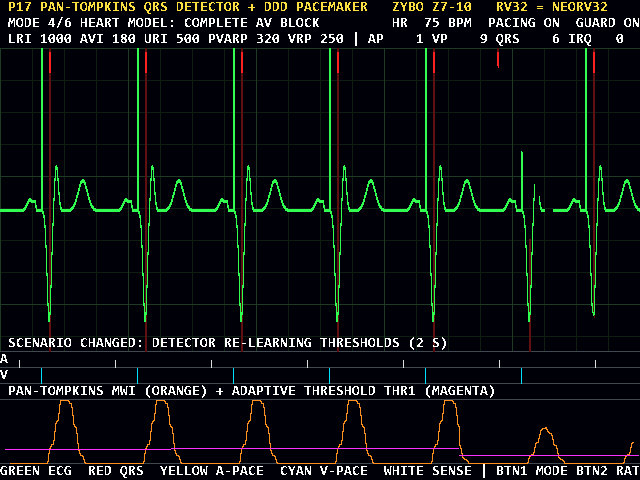 P17 PAN-TOMPKINS QRS DETECTOR + DDD PACEMAKER ZYBO Z7-10 RV32 = NEORV32
MODE 4/6 HEART MODEL: COMPLETE AV BLOCK HR 75 BPM PACING ON GUARD ON
LRI 1000 AVI 180 URI 500 PVARP 320 VRP 250 | AP 1 VP 9 QRS 6 IRQ 0
SCENARIO CHANGED: DETECTOR RE-LEARNING THRESHOLDS (2 S)
A
V
PAN-TOMPKINS MWI (ORANGE) + ADAPTIVE THRESHOLD THR1 (MAGENTA)
GREEN ECG RED QRS YELLOW A-PACE CYAN V-PACE WHITE SENSE | BTN1 MODE BTN2 RAT